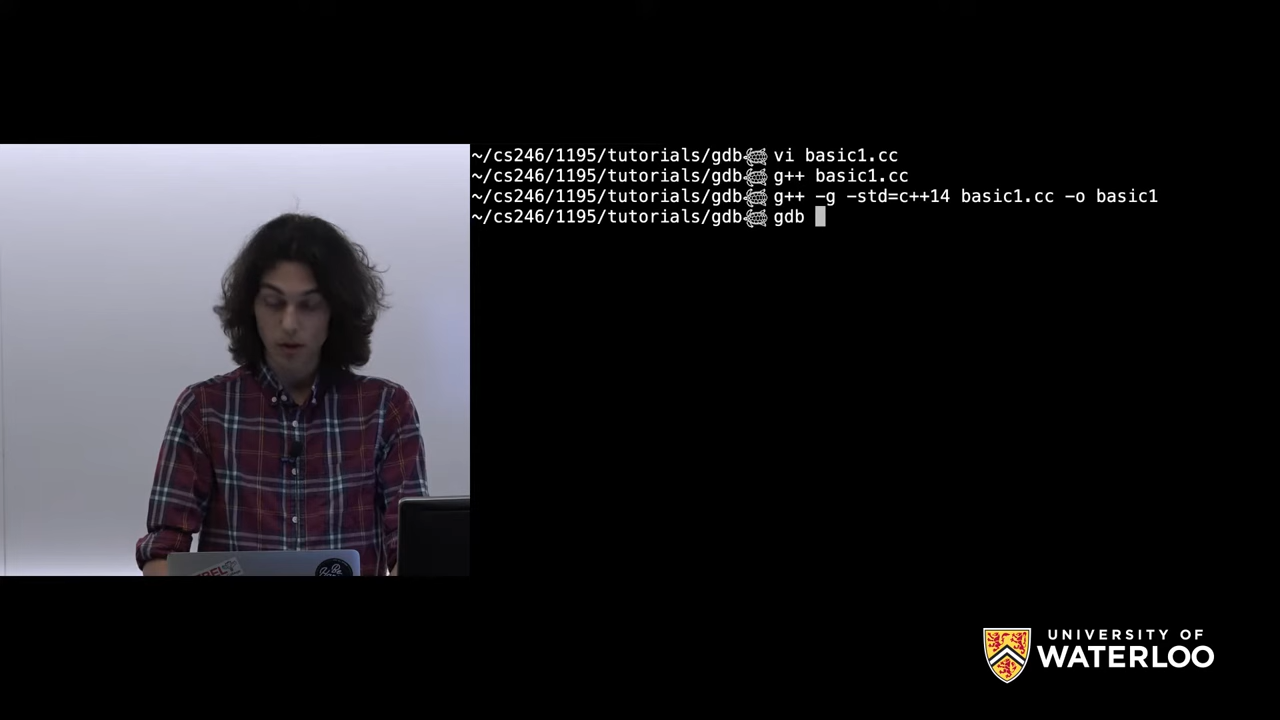 ~/cs246/1195/tutorials/gdb🐢 vi basic1.cc
~/cs246/1195/tutorials/gdb🐢 g++ basic1.cc
~/cs246/1195/tutorials/gdb🐢 g++ -g -std=c++14 basic1.cc -o basic1
~/cs246/1195/tutorials/gdb🐢 gdb
UNIVERSITY OF
WATERLOO